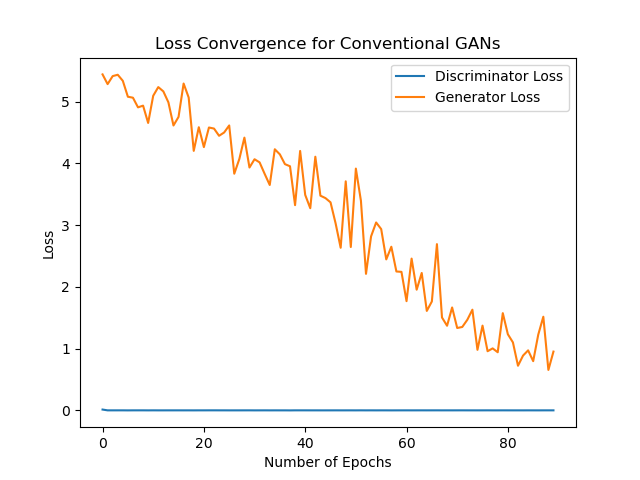 Loss Convergence for Conventional GANs
Discriminator Loss
Generator Loss
5
4
3
2
1
0
Loss
0 20 40 60 80
Number of Epochs